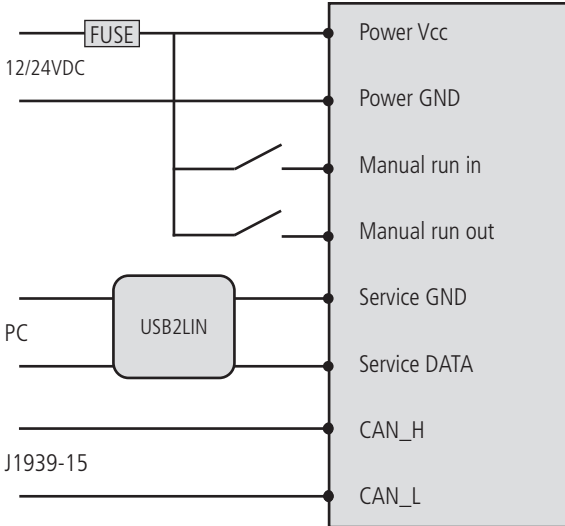 FUSE
Power Vcc
12/24VDC
Power GND
Manual run in
Manual run out
Service GND
PC
USB2LIN
Service DATA
CAN_H
J1939-15
CAN_L